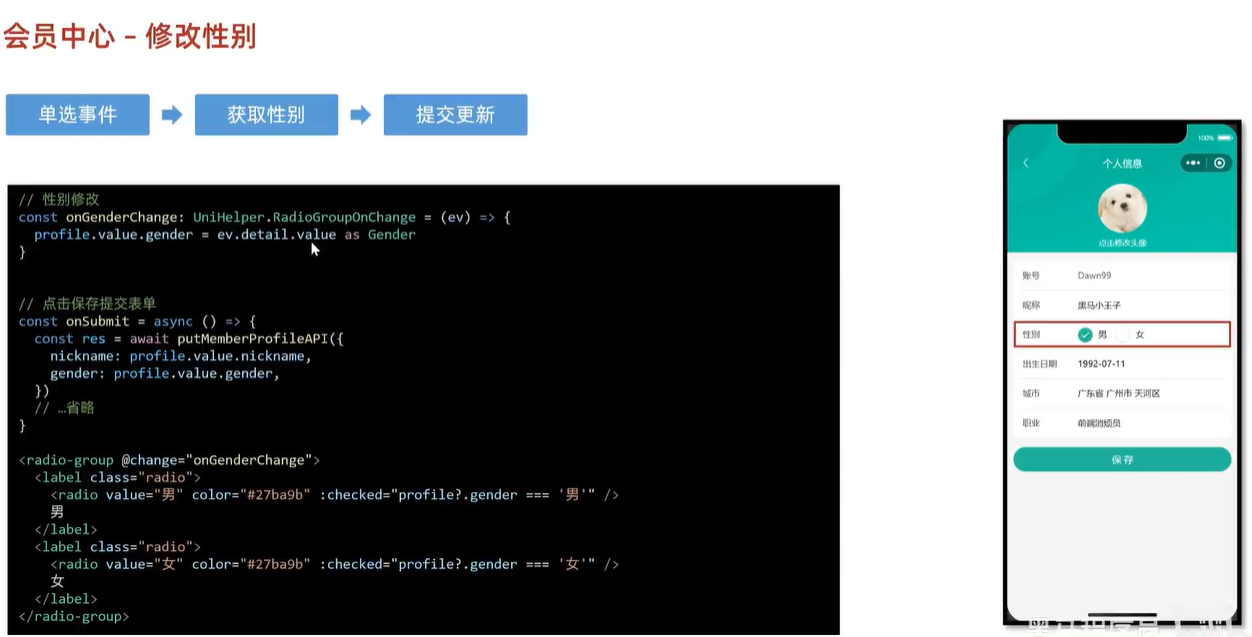 会员中心 – 修改性别
单选事件
获取性别
提交更新
// 性别修改
const onGenderChange: UniHelper.RadioGroupOnChange = (ev) => {
profile.value.gender = ev.detail.value as Gender
}
// 点击保存提交表单
const onSubmit = async () => {
const res = await putMemberProfileAPI({
nickname: profile.value.nickname,
gender: profile.value.gender,
})
// …省略
}
<radio-group @change="onGenderChange">
<label class="radio">
<radio value="男" color="#27ba9b" :checked="profile?.gender === '男'" />
男
</label>
<label class="radio">
<radio value="女" color="#27ba9b" :checked="profile?.gender === '女'" />
女
</label>
</radio-group>
100%
个人信息
点击修改头像
账号 Dawn99
昵称 黑马小王子
性别 男 女
出生日期 1992-07-11
城市 广东省 广州市 天河区
职业
保存